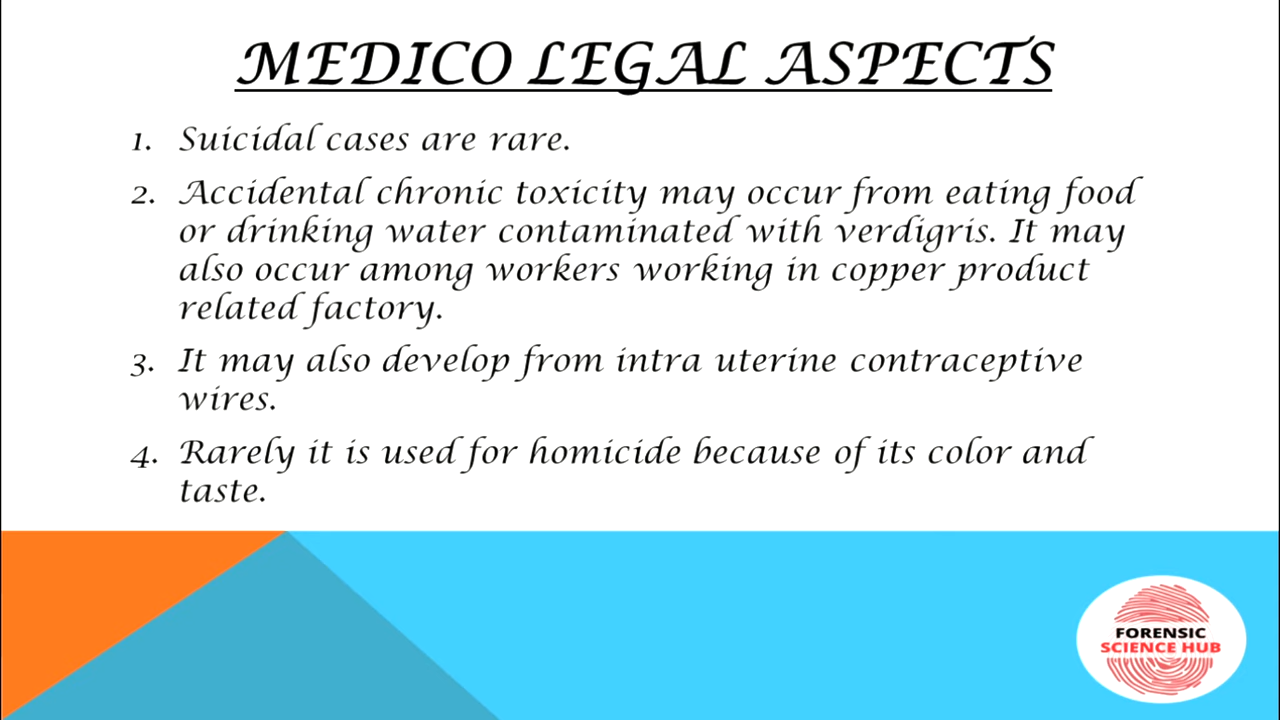 MEDICO LEGAL ASPECTS
1. Suicidal cases are rare.
2. Accidental chronic toxicity may occur from eating food
or drinking water contaminated with verdigris. It may
also occur among workers working in copper product
related factory.
3. It may also develop from intra uterine contraceptive
wires.
4. Rarely it is used for homicide because of its color and
taste.
FORENSIC
SCIENCE HUB